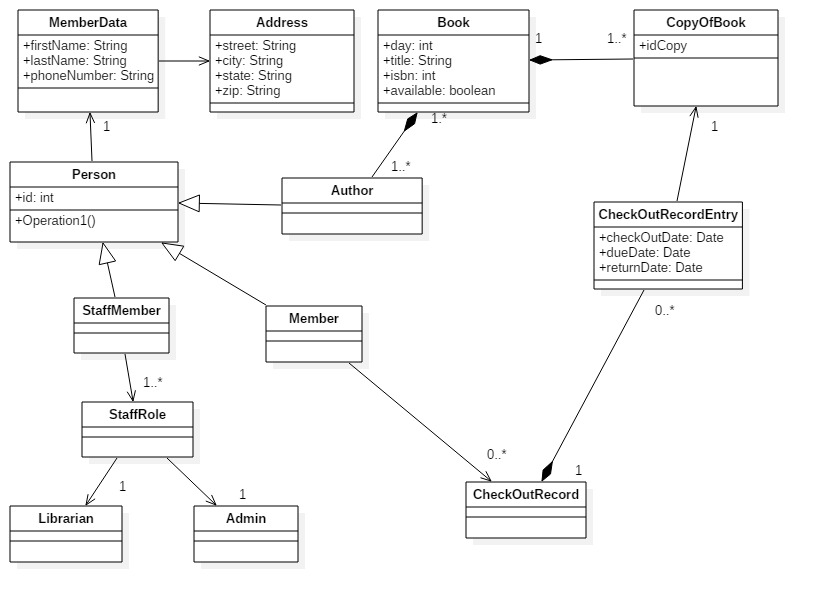 MemberData
+firstName: String
+lastName: String
+phoneNumber: String
Address
+street: String
+city: String
+state: String
+zip: String
Book
+day: int
+title: String
+isbn: int
+available: boolean
1
1..*
CopyOfBook
+idCopy
1
1.*
1..*
1
Person
+id: int
+Operation1()
Author
CheckOutRecordEntry
+checkOutDate: Date
+dueDate: Date
+returnDate: Date
StaffMember
Member
0..*
1..*
StaffRole
0..*
1
CheckOutRecord
1
1
Librarian
Admin